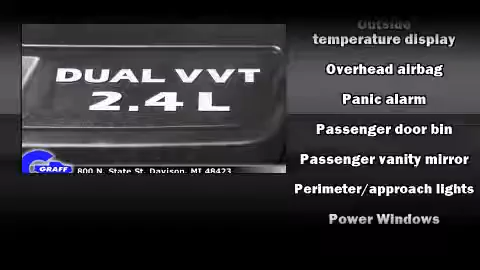 DUAL VVT
2.4L
GRAFF
800 N. State St. Davison, MI 48423
Outside
temperature display
Overhead airbag
Panic alarm
Passenger door bin
Passenger vanity mirror
Perimeter/approach lights
Power Windows